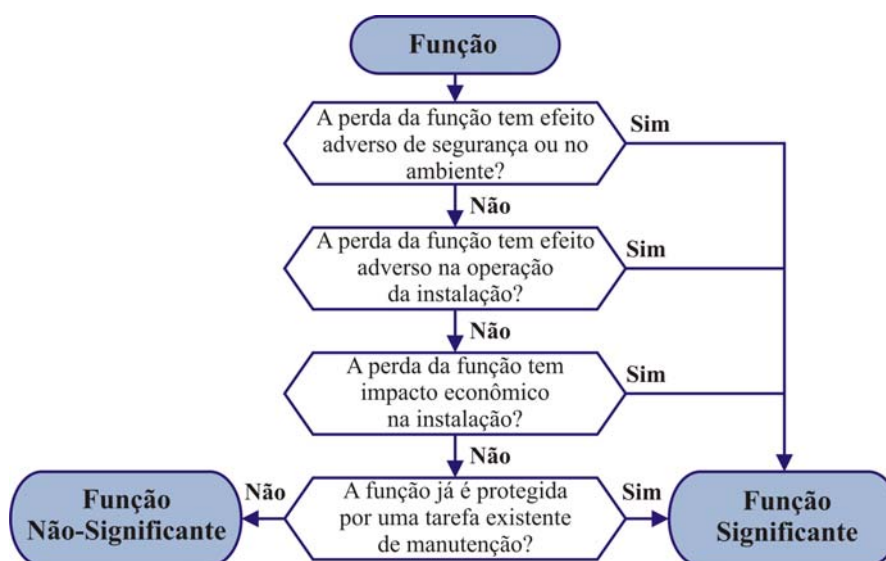 Função
A perda da função tem efeito
adverso de segurança ou no
ambiente?
Sim
Não
A perda da função tem efeito
adverso na operação
da instalação?
Sim
Não
A perda da função tem
impacto econômico
na instalação?
Sim
Não
Função
Não-Significante
Não
A função já é protegida
por uma tarefa existente
de manutenção?
Sim
Função
Significante